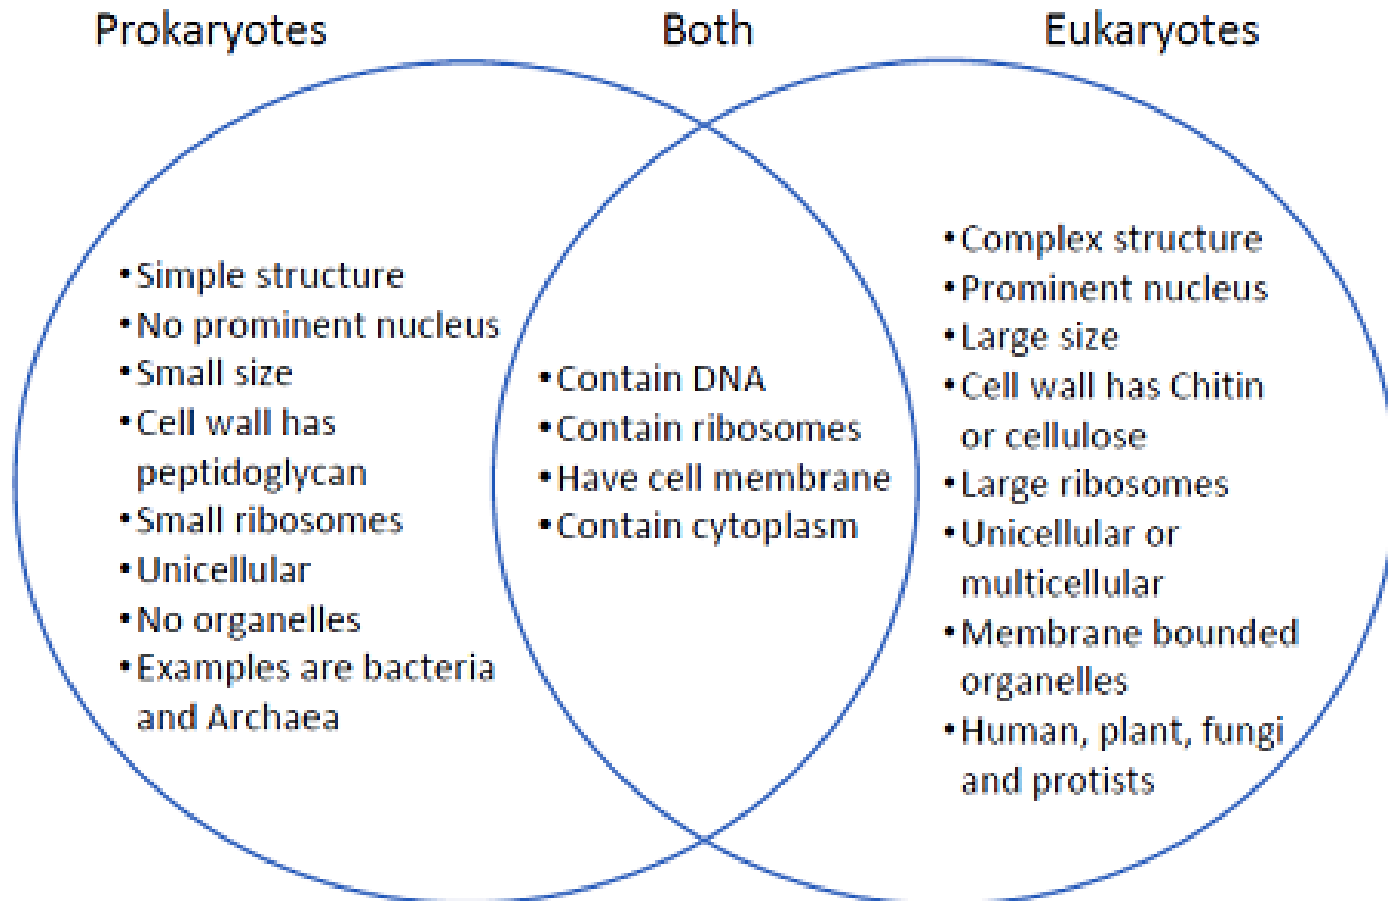 Prokaryotes
Both
Eukaryotes
•Simple structure
•No prominent nucleus
•Small size
•Cell wall has
peptidoglycan
•Small ribosomes
•Unicellular
•No organelles
•Examples are bacteria
and Archaea
•Contain DNA
•Contain ribosomes
•Have cell membrane
•Contain cytoplasm
•Complex structure
•Prominent nucleus
•Large size
•Cell wall has Chitin
or cellulose
•Large ribosomes
•Unicellular or
multicellular
•Membrane bounded
organelles
•Human, plant, fungi
and protists